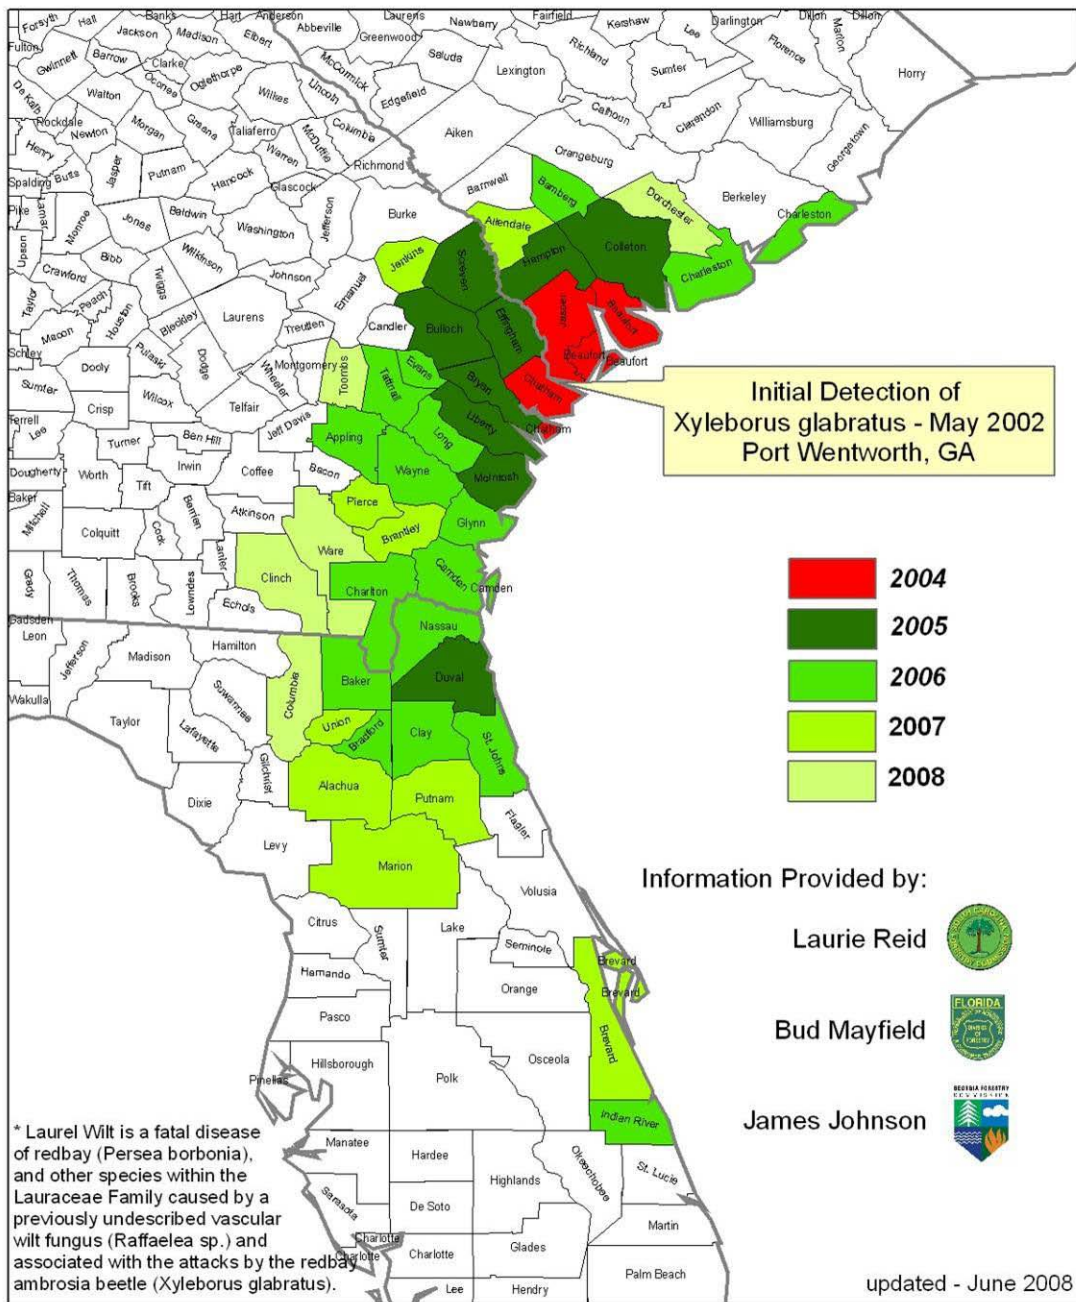 Forsyth
Hall
Banks
Hart
Anderson
Abbeville
Laurens
Greenwood
Newberry
Fairfield
Kershaw
Lee
Darlington
Dillon
Marion
Dillon
Fulton
Jackson
Madison
Elbert
McCormick
Saluda
Richland
Florence
Horry
Gwinnett
Barrow
Clarke
Oconee
Oglethorpe
Lincoln
Edgefield
Lexington
Sumter
De Kalb
Walton
Wilkes
Calhoun
Clarendon
Williamsburg
Georgetown
Rockdale
Newton
Morgan
Greene
Taliaferro
McDuffie
Columbia
Aiken
Henry
Butts
Jasper
Putnam
Hancock
Warren
Richmond
Orangeburg
Spalding
Glascock
Barnwell
Bamberg
Dorchester
Berkeley
Charleston
Pike
Lamar
Monroe
Jones
Baldwin
Washington
Jefferson
Burke
Allendale
Upson
Bibb
Wilkinson
Jenkins
Screven
Hampton
Colleton
Charleston
Crawford
Twiggs
Johnson
Emanuel
Taylor
Peach
Houston
Bleckley
Laurens
Treutlen
Candler
Bulloch
Effingham
Jasper
Beaufort
Macon
Schley
Dooly
Pulaski
Dodge
Wheeler
Montgomery
Toombs
Tattnall
Evans
Bryan
Beaufort
Beaufort
Chatham
Sumter
Crisp
Wilcox
Telfair
Jeff Davis
Appling
Long
Liberty
Chatham
Initial Detection of
Xyleborus glabratus - May 2002
Port Wentworth, GA
Terrell
Lee
Turner
Ben Hill
Coffee
Bacon
Wayne
McIntosh
Dougherty
Worth
Tift
Irwin
Pierce
Baker
Mitchell
Colquitt
Cook
Berrien
Atkinson
Ware
Brantley
Glynn
Lanier
Clinch
Charlton
Camden
Camden
2004
Grady
Thomas
Brooks
Lowndes
Echols
Gadsden
Leon
Jefferson
Madison
Hamilton
Nassau
2005
Wakulla
Taylor
Suwannee
Columbia
Baker
Duval
2006
Lafayette
Union
Bradford
Clay
St Johns
2007
Dixie
Gilchrist
Alachua
Putnam
Flagler
2008
Levy
Marion
Volusia
Information Provided by:
Citrus
Sumter
Lake
Seminole
Laurie Reid
Hernando
Orange
Brevard
Brevard
Pasco
Brevard
FLORIDA
Bud Mayfield
Hillsborough
Pinellas
Polk
Osceola
GEORGIA FORESTRY
COMMISSION
James Johnson
Indian River
* Laurel Wilt is a fatal disease
of redbay (Persea borbonia),
and other species within the
Lauraceae Family caused by a
previously undescribed vascular
wilt fungus (Raffaelea sp.) and
associated with the attacks by the redbay
ambrosia beetle (Xyleborus glabratus).
Manatee
Hardee
Okeechobee
St. Lucie
Sarasota
De Soto
Highlands
Martin
Charlotte
Charlotte
Charlotte
Glades
Lee
Hendry
Palm Beach
updated - June 2008